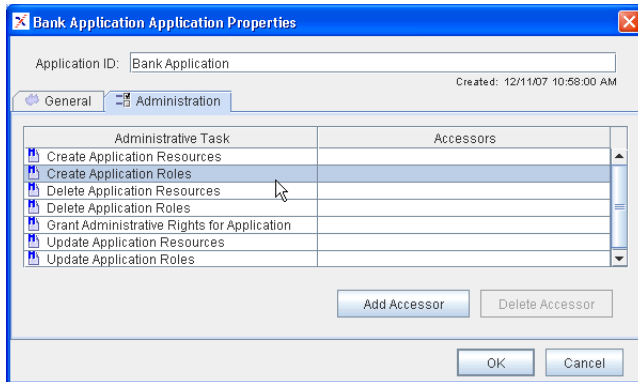 Bank Application Application Properties
Application ID: Bank Application
Created: 12/11/07 10:58:00 AM
General Administration
Administrative Task Accessors
Create Application Resources
Create Application Roles
Delete Application Resources
Delete Application Roles
Grant Administrative Rights for Application
Update Application Resources
Update Application Roles
Add Accessor Delete Accessor
OK Cancel